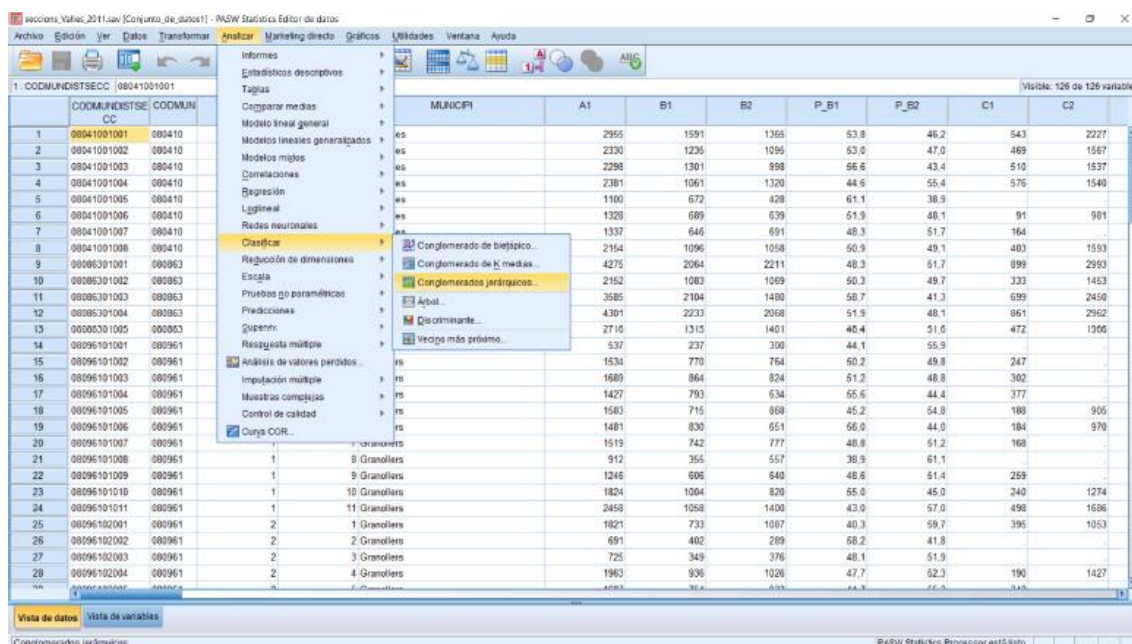 seccions_Valles_2011.sav [Conjunto_de_datos1] - PASW Statistics Editor de datos
Archivo Edición Ver Datos Transformar Analizar Marketing directo Gráficos Utilidades Ventana Ayuda
1 : CODMUNDISTSECC 08041001001 Visible: 126 de 126 variable
Informes
Estadísticos descriptivos
Tablas
Comparar medias
Modelo lineal general
Modelos lineales generalizados
Modelos mixtos
Correlaciones
Regresión
Loglineal
Redes neuronales
Clasificar
Reducción de dimensiones
Escala
Pruebas no paramétricas
Predicciones
Superv.
Respuesta múltiple
Análisis de valores perdidos...
Imputación múltiple
Muestras complejas
Control de calidad
Curva COR...
Conglomerado de bietápico...
Conglomerado de K medias...
Conglomerados jerárquicos...
Árbol...
Discriminante...
Vecino más próximo...
CODMUNDISTSECC CODMUN MUNICIPI A1 B1 B2 P_B1 P_B2 C1 C2
1 08041001001 080410 es 2955 1591 1365 53,8 46,2 543 2227
2 08041001002 080410 es 2330 1235 1095 53,0 47,0 469 1567
3 08041001003 080410 es 2298 1301 998 56,6 43,4 510 1537
4 08041001004 080410 es 2381 1061 1320 44,6 55,4 576 1540
5 08041001005 080410 es 1100 672 428 61,1 38,9 . .
6 08041001006 080410 es 1328 689 639 51,9 48,1 91 981
7 08041001007 080410 es 1337 646 691 48,3 51,7 164 .
8 08041001008 080410 2154 1096 1058 50,9 49,1 403 1593
9 08086301001 080863 4275 2064 2211 48,3 51,7 899 2993
10 08086301002 080863 2152 1083 1069 50,3 49,7 333 1453
11 08086301003 080863 3585 2104 1480 58,7 41,3 699 2450
12 08086301004 080863 4301 2233 2068 51,9 48,1 861 2962
13 08086301005 080863 2716 1315 1401 48,4 51,6 472 1366
14 08096101001 080961 537 237 300 44,1 55,9 . .
15 08096101002 080961 rs 1534 770 764 50,2 49,8 247 .
16 08096101003 080961 rs 1689 864 824 51,2 48,8 302 .
17 08096101004 080961 rs 1427 793 634 55,6 44,4 377 .
18 08096101005 080961 rs 1583 715 868 45,2 54,8 188 905
19 08096101006 080961 rs 1481 830 651 56,0 44,0 184 970
20 08096101007 080961 1 7 Granollers 1519 742 777 48,8 51,2 168 .
21 08096101008 080961 1 8 Granollers 912 355 557 38,9 61,1 . .
22 08096101009 080961 1 9 Granollers 1246 606 640 48,6 51,4 259 .
23 08096101010 080961 1 10 Granollers 1824 1004 820 55,0 45,0 240 1274
24 08096101011 080961 1 11 Granollers 2458 1058 1400 43,0 57,0 498 1686
25 08096102001 080961 2 1 Granollers 1821 733 1087 40,3 59,7 395 1053
26 08096102002 080961 2 2 Granollers 691 402 289 58,2 41,8 . .
27 08096102003 080961 2 3 Granollers 725 349 376 48,1 51,9 . .
28 08096102004 080961 2 4 Granollers 1963 936 1026 47,7 52,3 190 1427
Vista de datos Vista de variables
Conglomerados jerárquicos... PASW Statistics Processor está listo